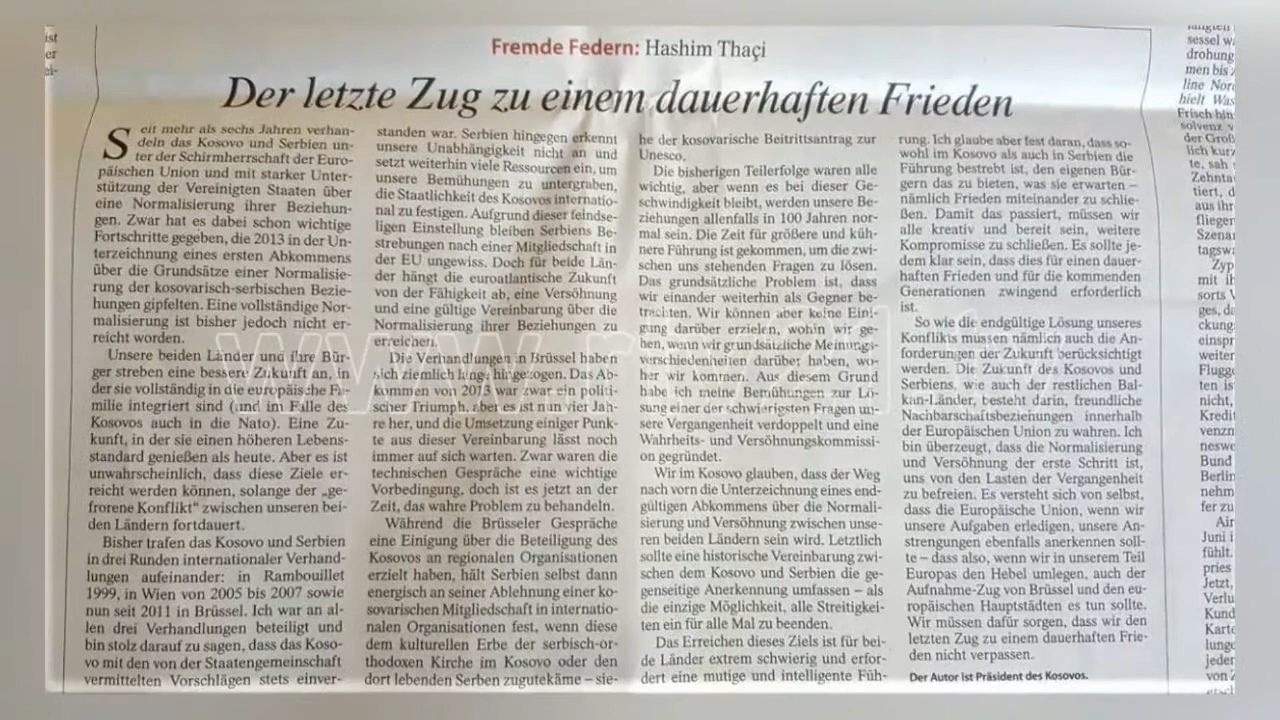 Fremde Federn: Hashim Thaçi
Der letzte Zug zu einem dauerhaften Frieden
Seit mehr als sechs Jahren verhan-
deln das Kosovo und Serbien un-
ter der Schirmherrschaft der Euro-
päischen Union und mit starker Unter-
stützung der Vereinigten Staaten über
eine Normalisierung ihrer Beziehun-
gen. Zwar hat es dabei schon wichtige
Fortschritte gegeben, die 2013 in der Un-
terzeichnung eines ersten Abkommens
über die Grundsätze einer Normalisie-
rung der kosovarisch-serbischen Bezie-
hungen gipfelten. Eine vollständige Nor-
malisierung ist bisher jedoch nicht er-
reicht worden.
Unsere beiden Länder und ihre Bür-
ger streben eine bessere Zukunft an, in
der sie vollständig in die europäische Fa-
milie integriert sind (und im Falle des
Kosovos auch in die Nato). Eine Zu-
kunft, in der sie einen höheren Lebens-
standard genießen als heute. Aber es ist
unwahrscheinlich, dass diese Ziele er-
reicht werden können, solange der „ge-
frorene Konflikt“ zwischen unseren bei-
den Ländern fortdauert.
Bisher trafen das Kosovo und Serbien
in drei Runden internationaler Verhand-
lungen aufeinander: in Rambouillet
1999, in Wien von 2005 bis 2007 sowie
nun seit 2011 in Brüssel. Ich war an al-
len drei Verhandlungen beteiligt und
bin stolz darauf zu sagen, dass das Koso-
vo mit den von der Staatengemeinschaft
vermittelten Vorschlägen stets einver-
standen war. Serbien hingegen erkennt
unsere Unabhängigkeit nicht an und
setzt weiterhin viele Ressourcen ein, um
unsere Bemühungen zu untergraben,
die Staatlichkeit des Kosovos internatio-
nal zu festigen. Aufgrund dieser feindse-
ligen Einstellung bleiben Serbiens Be-
strebungen nach einer Mitgliedschaft in
der EU ungewiss. Doch für beide Län-
der hängt die euroatlantische Zukunft
von der Fähigkeit ab, eine Versöhnung
und eine gültige Vereinbarung über die
Normalisierung ihrer Beziehungen zu
erreichen.
Die Verhandlungen in Brüssel haben
sich ziemlich lange hingezogen. Das Ab-
kommen von 2013 war zwar ein politi-
scher Triumph, aber es ist nun vier Jah-
re her, und die Umsetzung einiger Punk-
te aus dieser Vereinbarung lässt noch
immer auf sich warten. Zwar waren die
technischen Gespräche eine wichtige
Vorbedingung, doch ist es jetzt an der
Zeit, das wahre Problem zu behandeln.
Während die Brüsseler Gespräche
eine Einigung über die Beteiligung des
Kosovos an regionalen Organisationen
erzielt haben, hält Serbien selbst dann
energisch an seiner Ablehnung einer ko-
sovarischen Mitgliedschaft in internatio-
nalen Organisationen fest, wenn diese
dem kulturellen Erbe der serbisch-or-
thodoxen Kirche im Kosovo oder den
dort lebenden Serben zugutekäme – sie-
he der kosovarische Beitrittsantrag zur
Unesco.
Die bisherigen Teilerfolge waren alle
wichtig, aber wenn es bei dieser Ge-
schwindigkeit bleibt, werden unsere Be-
ziehungen allenfalls in 100 Jahren nor-
mal sein. Die Zeit für größere und küh-
nere Führung ist gekommen, um die zwi-
schen uns stehenden Fragen zu lösen.
Das grundsätzliche Problem ist, dass
wir einander weiterhin als Gegner be-
trachten. Wir können aber keine Eini-
gung darüber erzielen, wohin wir ge-
hen, wenn wir grundsätzliche Meinungs-
verschiedenheiten darüber haben, wo-
her wir kommen. Aus diesem Grund
habe ich meine Bemühungen zur Lö-
sung einer der schwierigsten Fragen un-
sere Vergangenheit verdoppelt und eine
Wahrheits- und Versöhnungskommissi-
on gegründet.
Wir im Kosovo glauben, dass der Weg
nach vorn die Unterzeichnung eines end-
gültigen Abkommens über die Normali-
sierung und Versöhnung zwischen unse-
ren beiden Ländern sein wird. Letztlich
sollte eine historische Vereinbarung zwi-
schen dem Kosovo und Serbien die ge-
genseitige Anerkennung umfassen – als
die einzige Möglichkeit, alle Streitigkei-
ten ein für alle Mal zu beenden.
Das Erreichen dieses Ziels ist für bei-
de Länder extrem schwierig und erfor-
dert eine mutige und intelligente Füh-
rung. Ich glaube aber fest daran, dass so-
wohl im Kosovo als auch in Serbien die
Führung bestrebt ist, den eigenen Bür-
gern das zu bieten, was sie erwarten –
nämlich Frieden miteinander zu schlie-
ßen. Damit das passiert, müssen wir
alle kreativ und bereit sein, weitere
Kompromisse zu schließen. Es sollte je-
dem klar sein, dass dies für einen dauer-
haften Frieden und für die kommenden
Generationen zwingend erforderlich
ist.
So wie die endgültige Lösung unseres
Konflikts müssen nämlich auch die An-
forderungen der Zukunft berücksichtigt
werden. Die Zukunft des Kosovos und
Serbiens, wie auch der restlichen Bal-
kan-Länder, besteht darin, freundliche
Nachbarschaftsbeziehungen innerhalb
der Europäischen Union zu wahren. Ich
bin überzeugt, dass die Normalisierung
und Versöhnung der erste Schritt ist,
uns von den Lasten der Vergangenheit
zu befreien. Es versteht sich von selbst,
dass die Europäische Union, wenn wir
unsere Aufgaben erledigen, unsere An-
strengungen ebenfalls anerkennen soll-
te – dass also, wenn wir in unserem Teil
Europas den Hebel umlegen, auch der
Aufnahme-Zug von Brüssel und den eu-
ropäischen Hauptstädten es tun sollte.
Wir müssen dafür sorgen, dass wir den
letzten Zug zu einem dauerhaften Frie-
den nicht verpassen.
Der Autor ist Präsident des Kosovos.